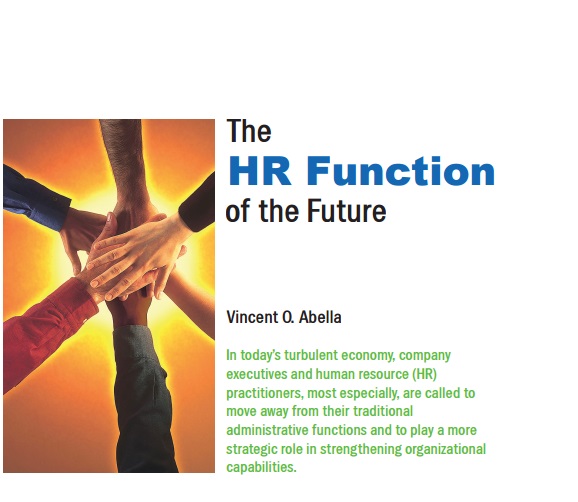 The
HR Function
of the Future
Vincent O. Abella
In today's turbulent economy, company
executives and human resource (HR)
practitioners, most especially, are called to
move away from their traditional
administrative functions and to play a more
strategic role in strengthening organizational
capabilities.